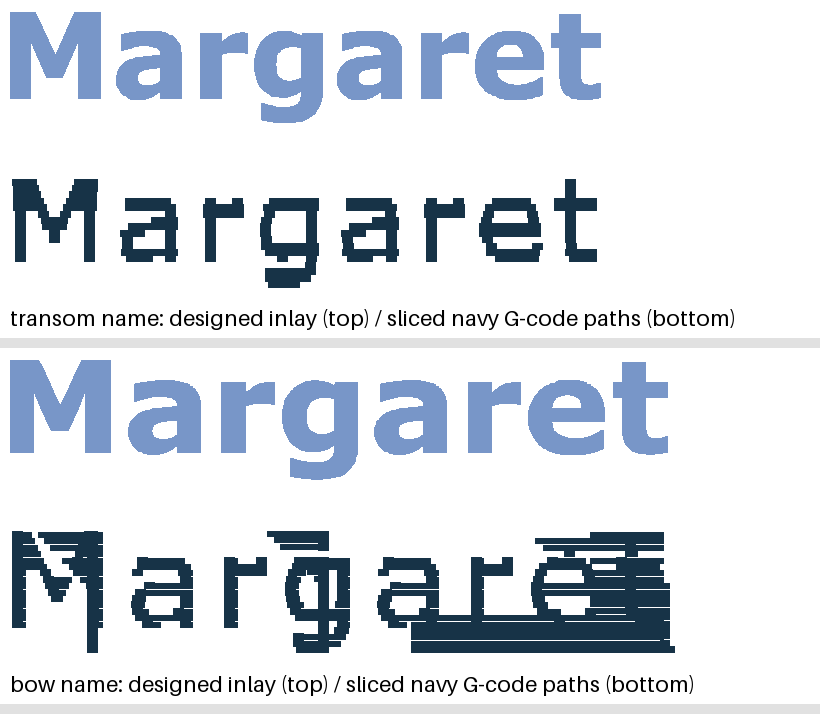 Margaret
Margaret
transom name: designed inlay (top) / sliced navy G-code paths (bottom)
Margaret
Margaret
bow name: designed inlay (top) / sliced navy G-code paths (bottom)